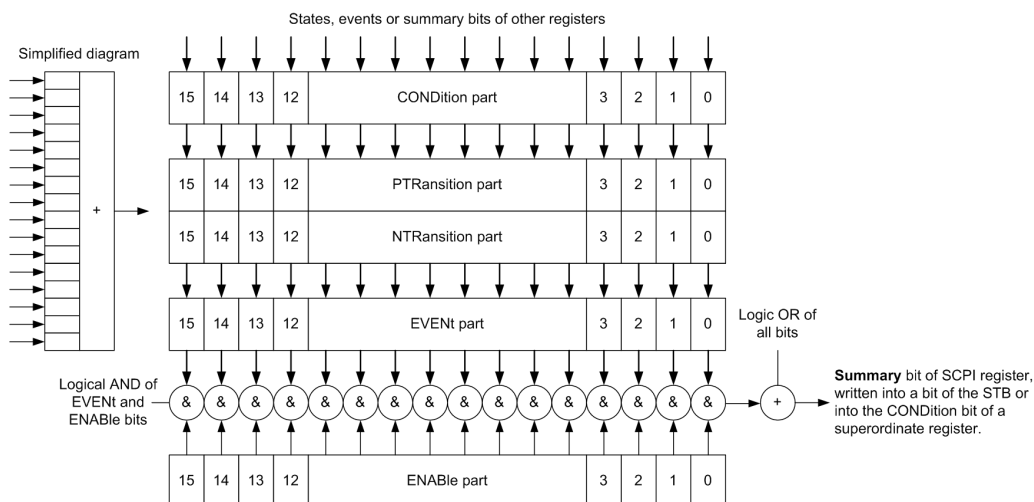 States, events or summary bits of other registers
Simplified diagram
15 14 13 12 CONDition part 3 2 1 0
15 14 13 12 PTRansition part 3 2 1 0
+
15 14 13 12 NTRansition part 3 2 1 0
15 14 13 12 EVENt part 3 2 1 0
Logic OR of
all bits
Logical AND of
EVENt and
ENABle bits
& & & & & & & & & & & & & & & &
+
Summary bit of SCPI register,
written into a bit of the STB or
into the CONDition bit of a
superordinate register.
15 14 13 12 ENABle part 3 2 1 0